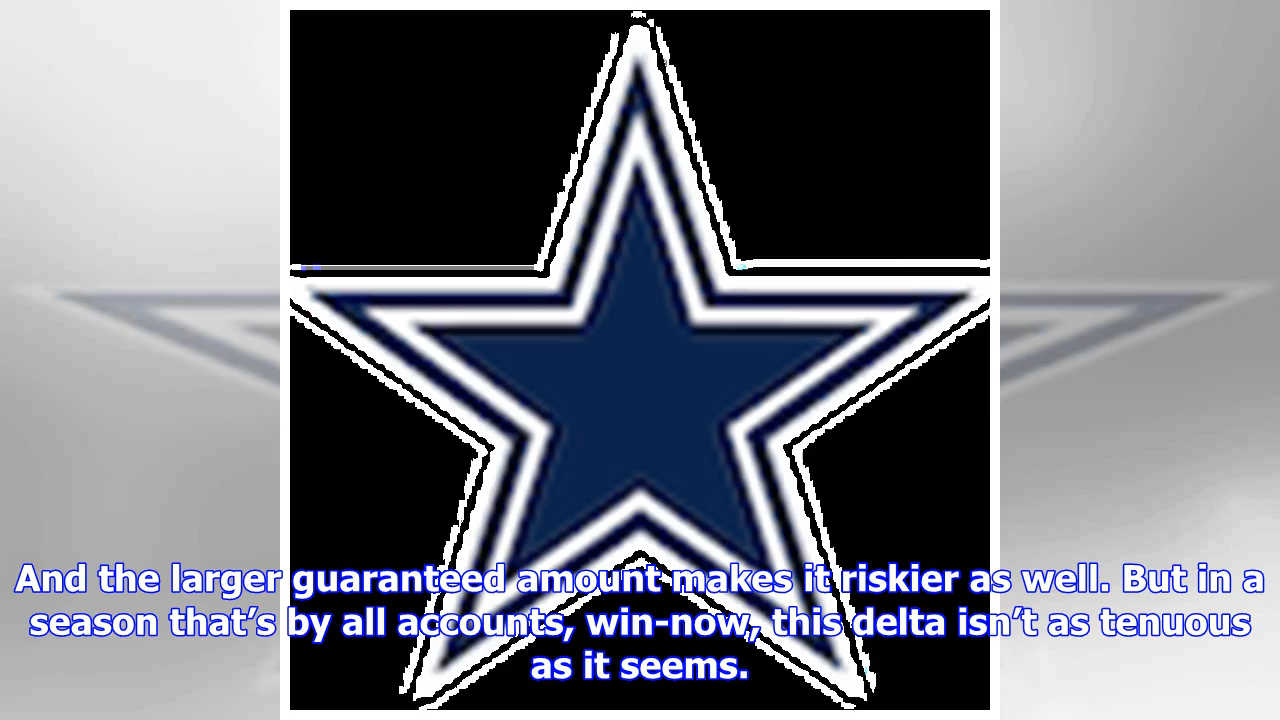 And the larger guaranteed amount makes it riskier as well. But in a
season that’s by all accounts, win-now, this delta isn’t as tenuous
as it seems.